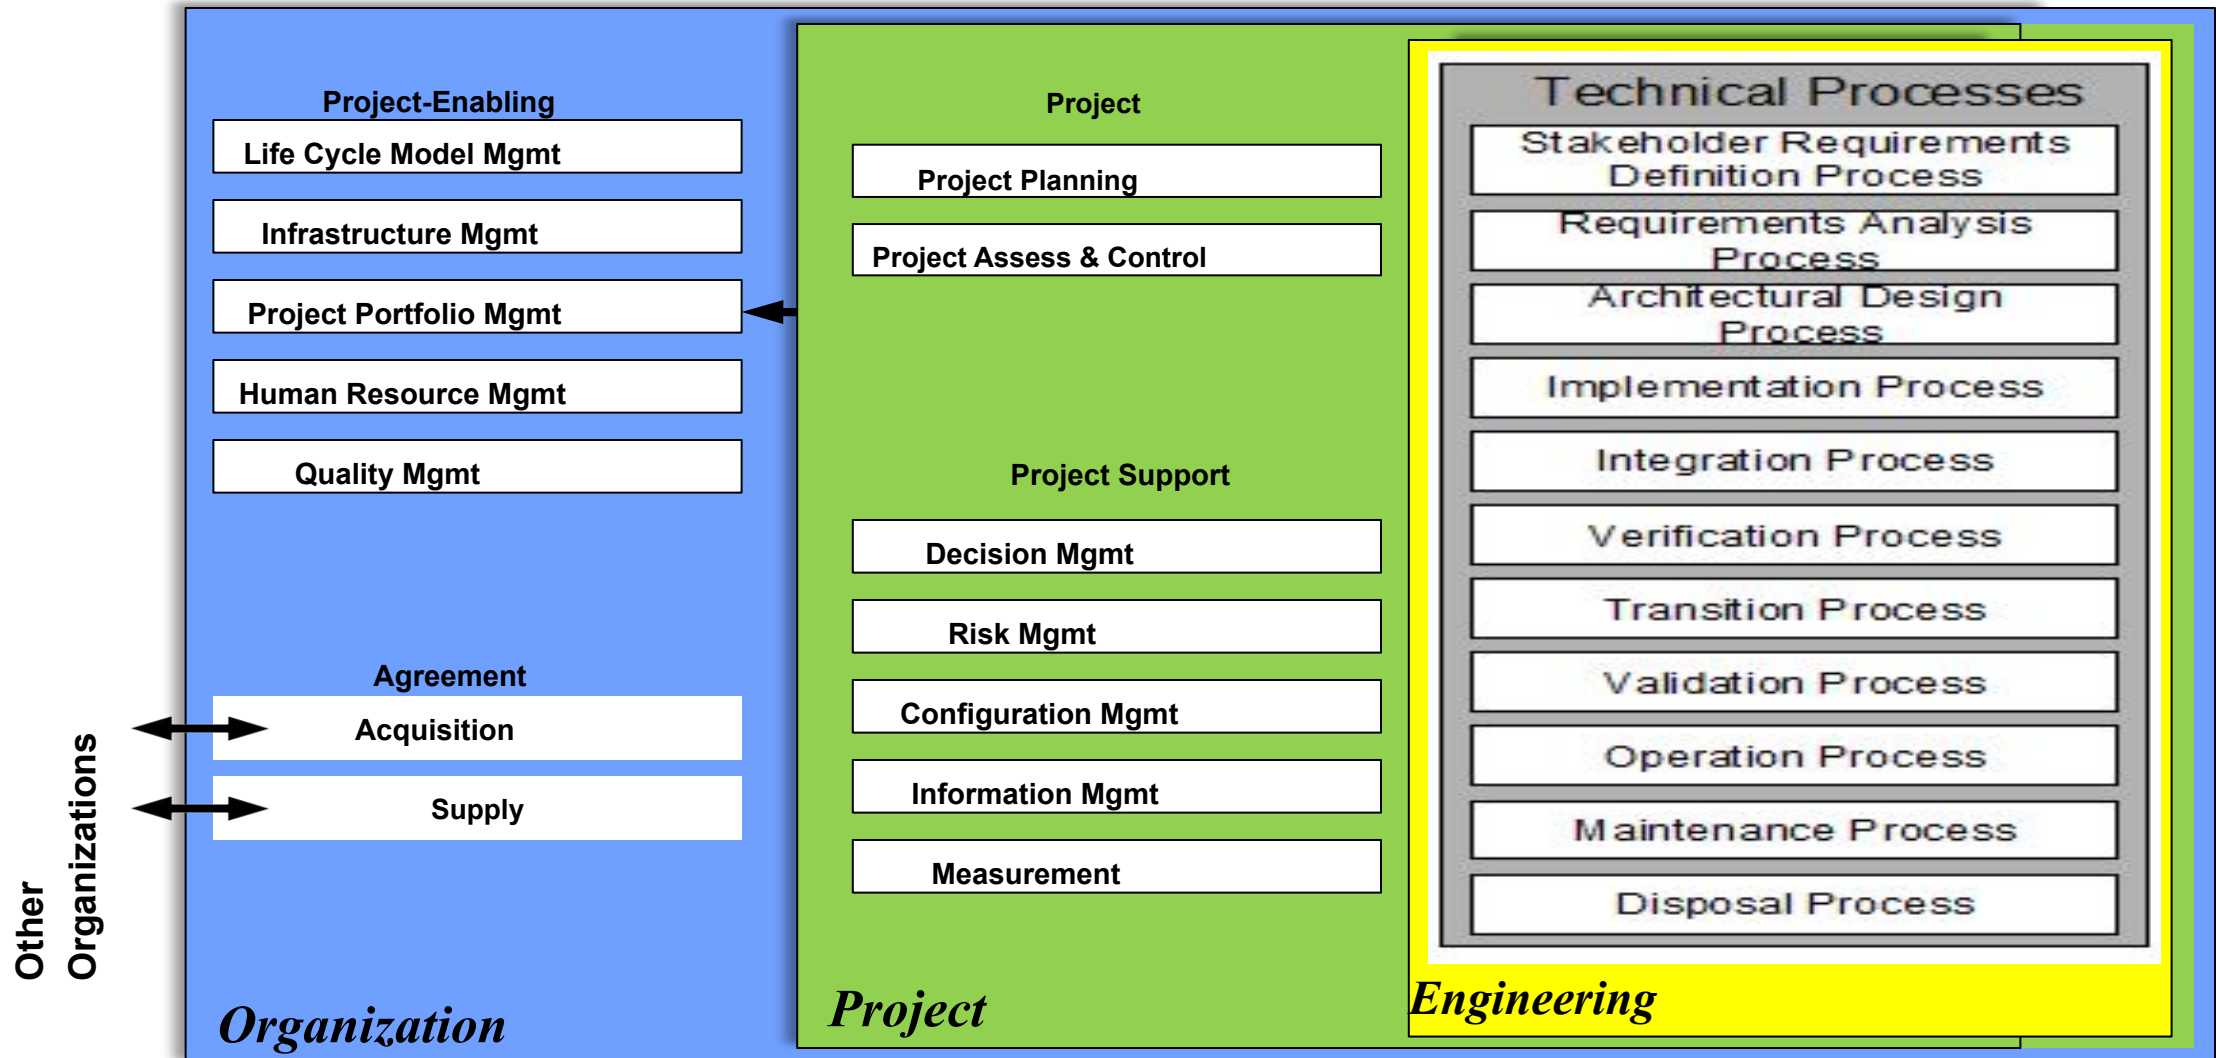 Project-Enabling
Life Cycle Model Mgmt
Infrastructure Mgmt
Project Portfolio Mgmt
Human Resource Mgmt
Quality Mgmt
Agreement
Acquisition
Supply
Other
Organizations
Organization
Project
Project Planning
Project Assess & Control
Project Support
Decision Mgmt
Risk Mgmt
Configuration Mgmt
Information Mgmt
Measurement
Project
Technical Processes
Stakeholder Requirements
Definition Process
Requirements Analysis
Process
Architectural Design
Process
Implementation Process
Integration Process
Verification Process
Transition Process
Validation Process
Operation Process
Maintenance Process
Disposal Process
Engineering